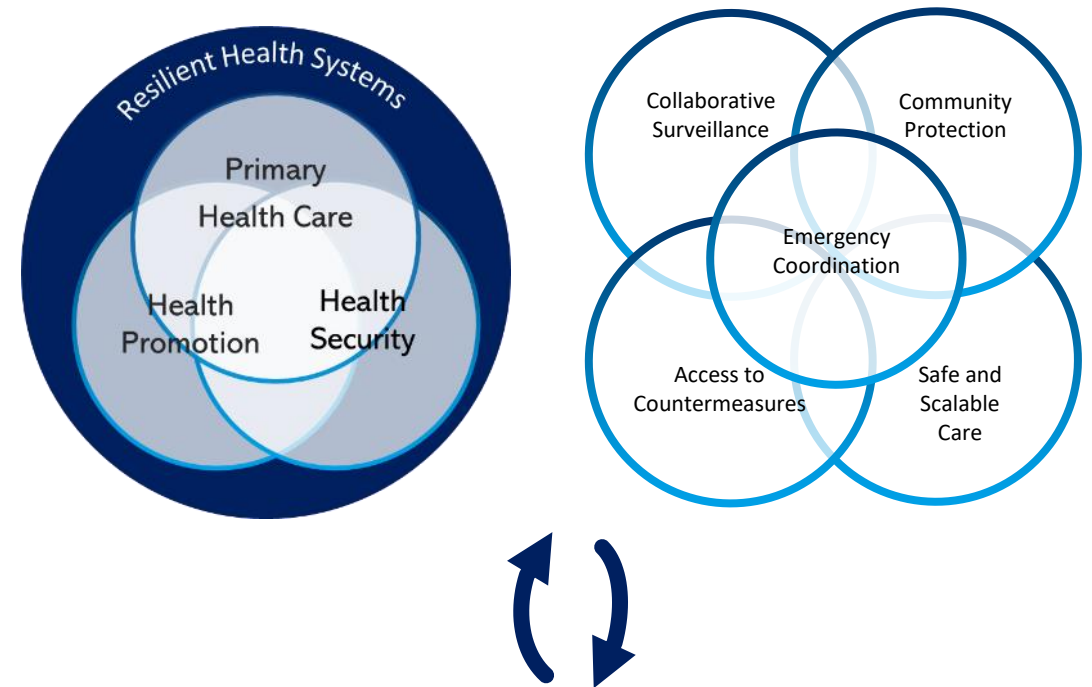 Resilient Health Systems
Primary
Health Care
Health
Promotion
Health
Security
Collaborative
Surveillance
Community
Protection
Emergency
Coordination
Access to
Countermeasures
Safe and
Scalable
Care